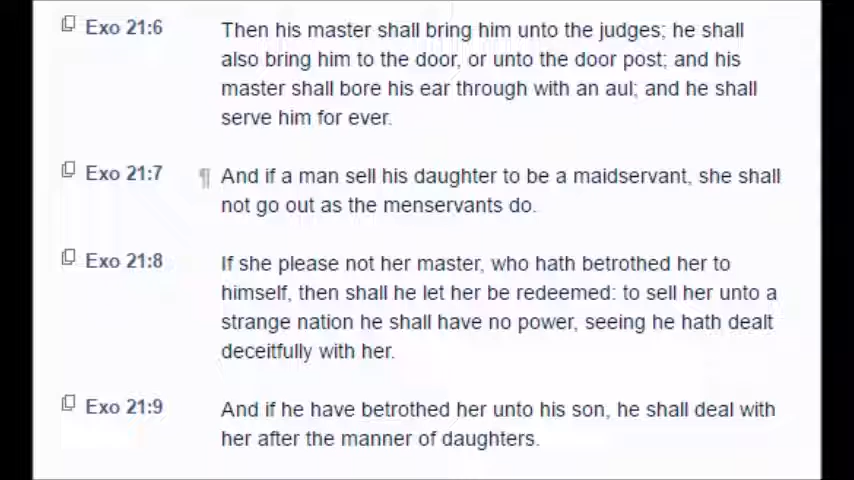 Exo 21:6 Then his master shall bring him unto the judges; he shall
also bring him to the door, or unto the door post; and his
master shall bore his ear through with an aul; and he shall
serve him for ever.
Exo 21:7 ¶ And if a man sell his daughter to be a maidservant, she shall
not go out as the menservants do.
Exo 21:8 If she please not her master, who hath betrothed her to
himself, then shall he let her be redeemed: to sell her unto a
strange nation he shall have no power, seeing he hath dealt
deceitfully with her.
Exo 21:9 And if he have betrothed her unto his son, he shall deal with
her after the manner of daughters.